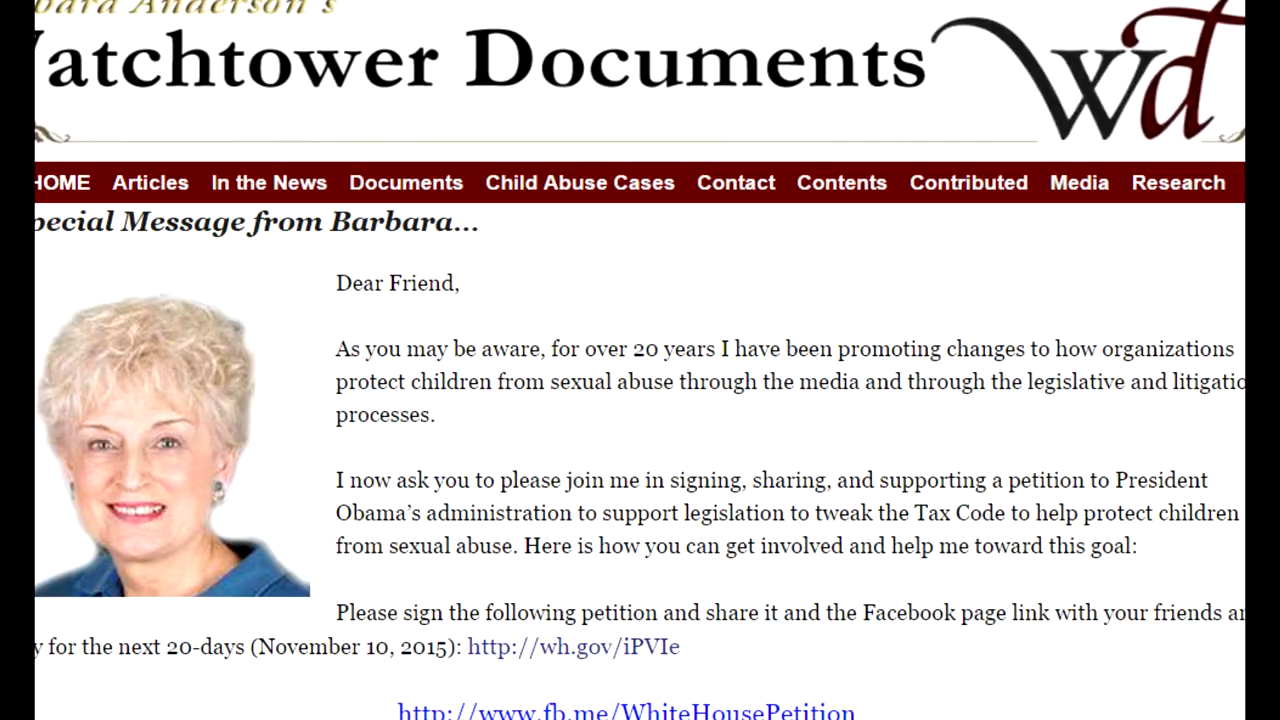 bara Anderson's
atchtower Documents
wd
HOME Articles In the News Documents Child Abuse Cases Contact Contents Contributed Media Research
pecial Message from Barbara...
Dear Friend,
As you may be aware, for over 20 years I have been promoting changes to how organizations
protect children from sexual abuse through the media and through the legislative and litigatio
processes.
I now ask you to please join me in signing, sharing, and supporting a petition to President
Obama's administration to support legislation to tweak the Tax Code to help protect children
from sexual abuse. Here is how you can get involved and help me toward this goal:
Please sign the following petition and share it and the Facebook page link with your friends an
y for the next 20-days (November 10, 2015): http://wh.gov/iPVIe
http://www.fb.me/WhiteHousePetition